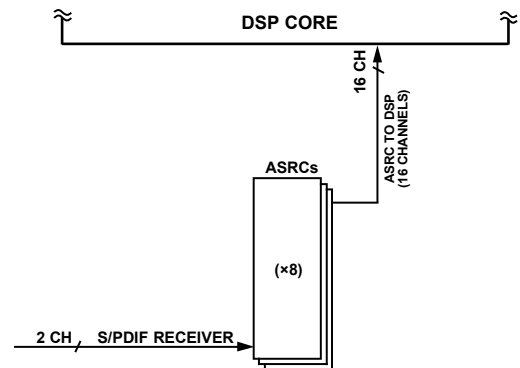 DSP CORE
16 CH
ASRC TO DSP
(16 CHANNELS)
ASRCs
(×8)
2 CH
S/PDIF RECEIVER